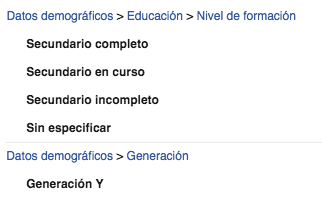 Datos demográficos > Educación > Nivel de formación
Secundario completo
Secundario en curso
Secundario incompleto
Sin especificar
Datos demográficos > Generación
Generación Y